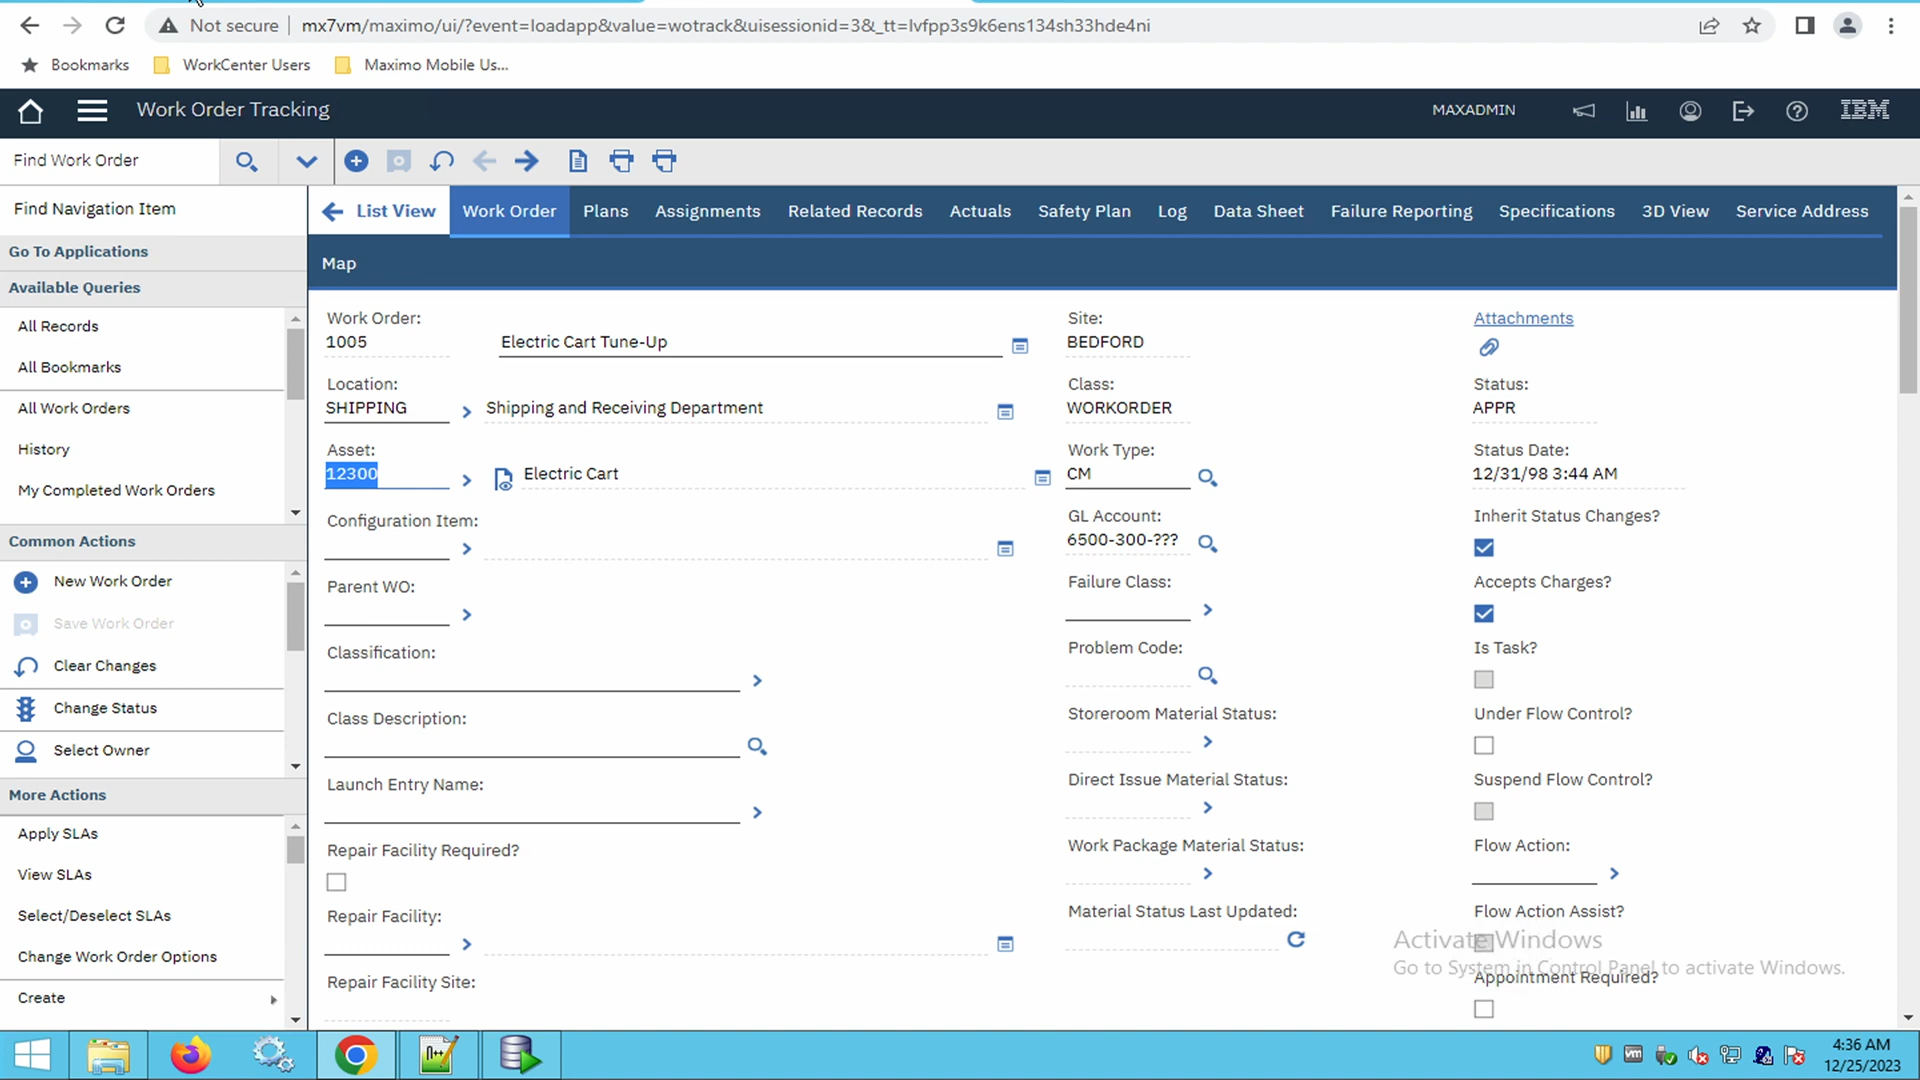 Not secure | mx7vm/maximo/ui/?event=loadapp&value=wotrack&uisessionid=3&_tt=lvfpp3s9k6ens134sh33hde4ni
Bookmarks WorkCenter Users Maximo Mobile Us...
Work Order Tracking MAXADMIN IBM
Find Work Order
Find Navigation Item
List View Work Order Plans Assignments Related Records Actuals Safety Plan Log Data Sheet Failure Reporting Specifications 3D View Service Address
Map
Go To Applications
Available Queries
All Records
All Bookmarks
All Work Orders
History
My Completed Work Orders
Common Actions
New Work Order
Save Work Order
Clear Changes
Change Status
Select Owner
More Actions
Apply SLAs
View SLAs
Select/Deselect SLAs
Change Work Order Options
Create
Work Order:
1005 Electric Cart Tune-Up
Location:
SHIPPING Shipping and Receiving Department
Asset:
12300 Electric Cart
Configuration Item:
Parent WO:
Classification:
Class Description:
Launch Entry Name:
Repair Facility Required?
Repair Facility:
Repair Facility Site:
Site:
BEDFORD
Class:
WORKORDER
Work Type:
CM
GL Account:
6500-300-???
Failure Class:
Problem Code:
Storeroom Material Status:
Direct Issue Material Status:
Work Package Material Status:
Material Status Last Updated:
Attachments
Status:
APPR
Status Date:
12/31/98 3:44 AM
Inherit Status Changes?
Accepts Charges?
Is Task?
Under Flow Control?
Suspend Flow Control?
Flow Action:
Flow Action Assist?
Appointment Required?
Activate Windows
Go to System in Control Panel to activate Windows.
4:36 AM
12/25/2023